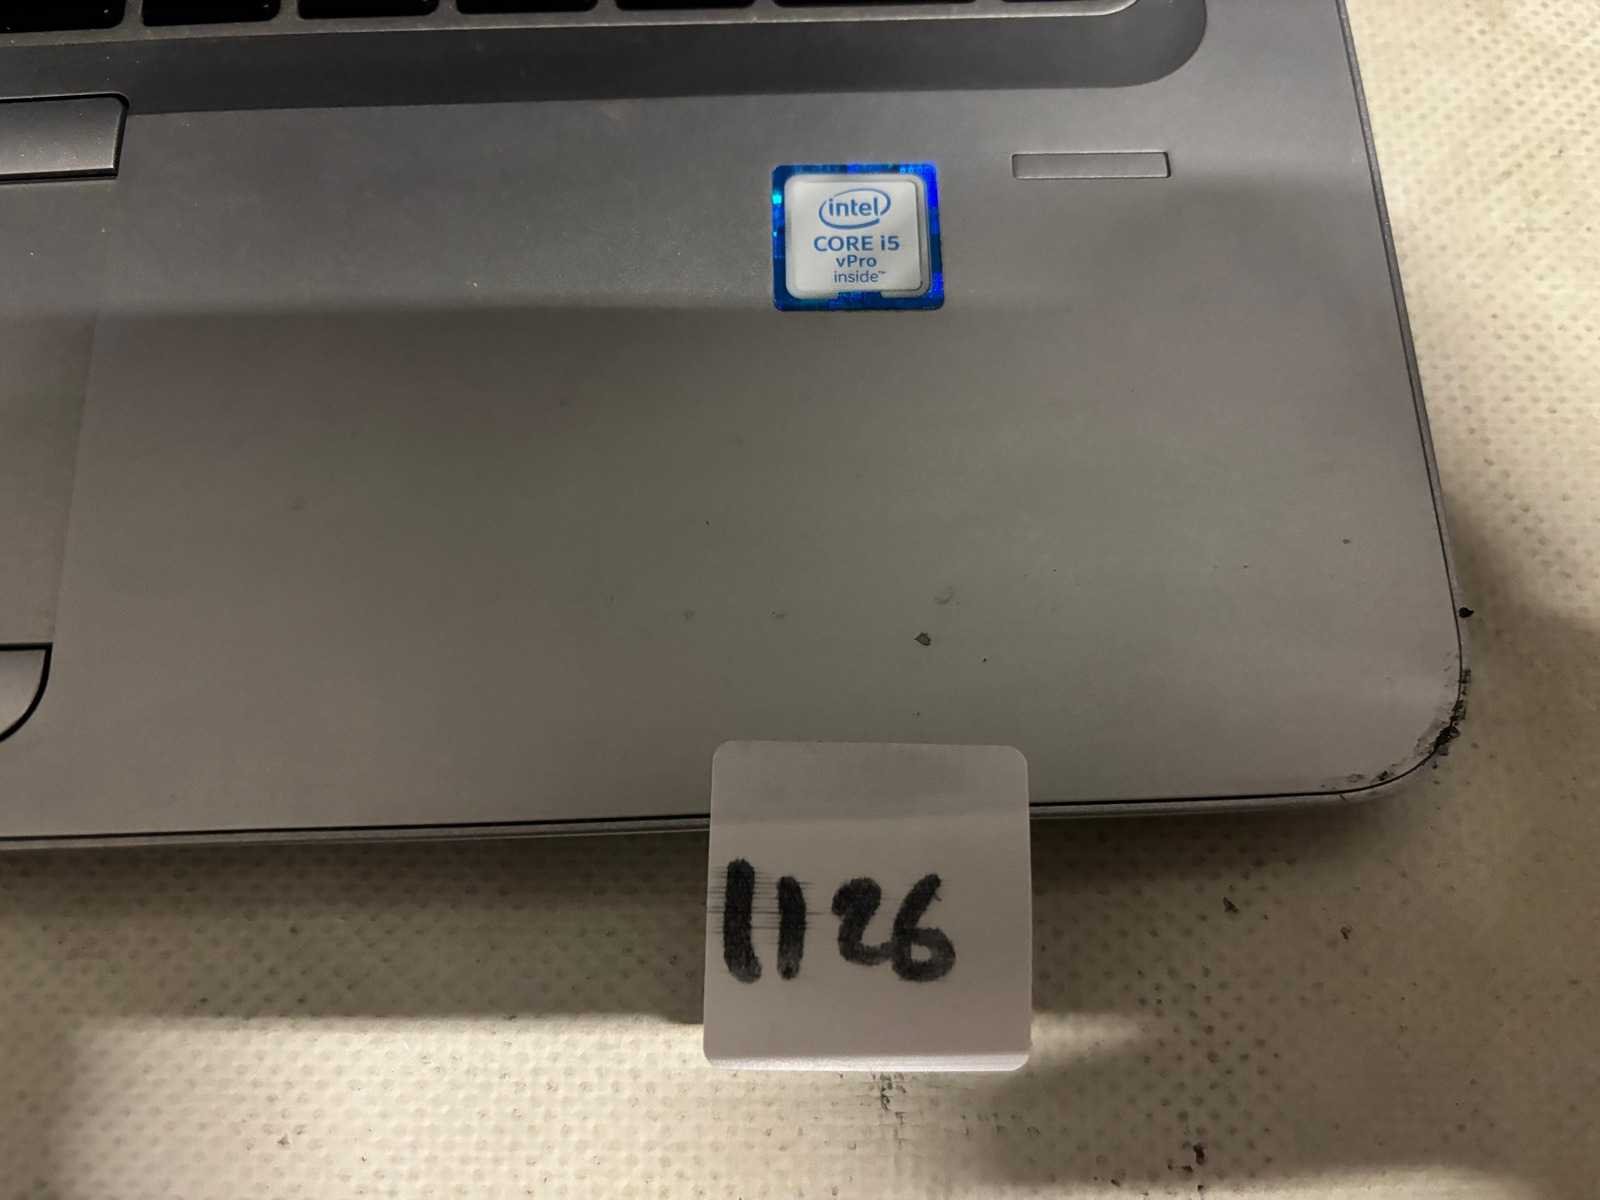 intel
CORE i5
vPro
inside™
1126